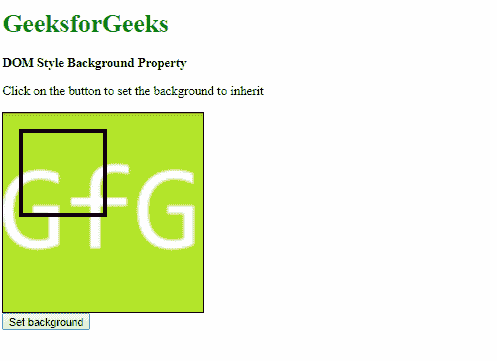 GeeksforGeeks
DOM Style Background Property
Click on the button to set the background to inherit
GfG
Set background